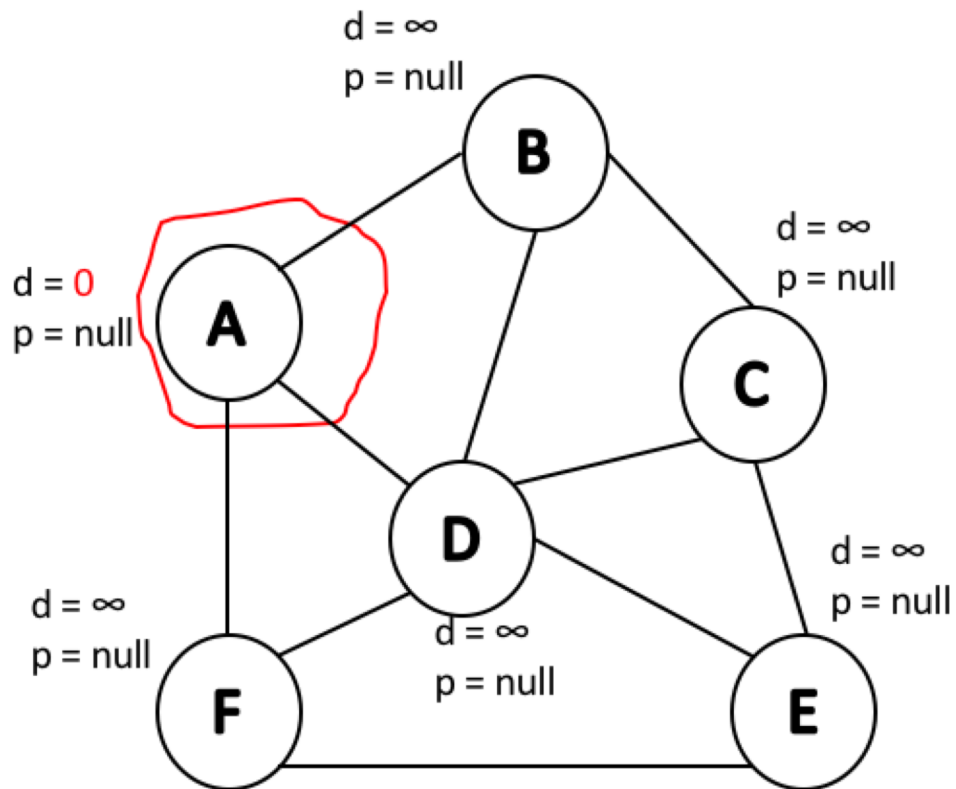 d = ∞
p = null
B
d = ∞
p = null
d = 0
p = null
A
C
D
d = ∞
p = null
d = ∞
p = null
d = ∞
p = null
F
E